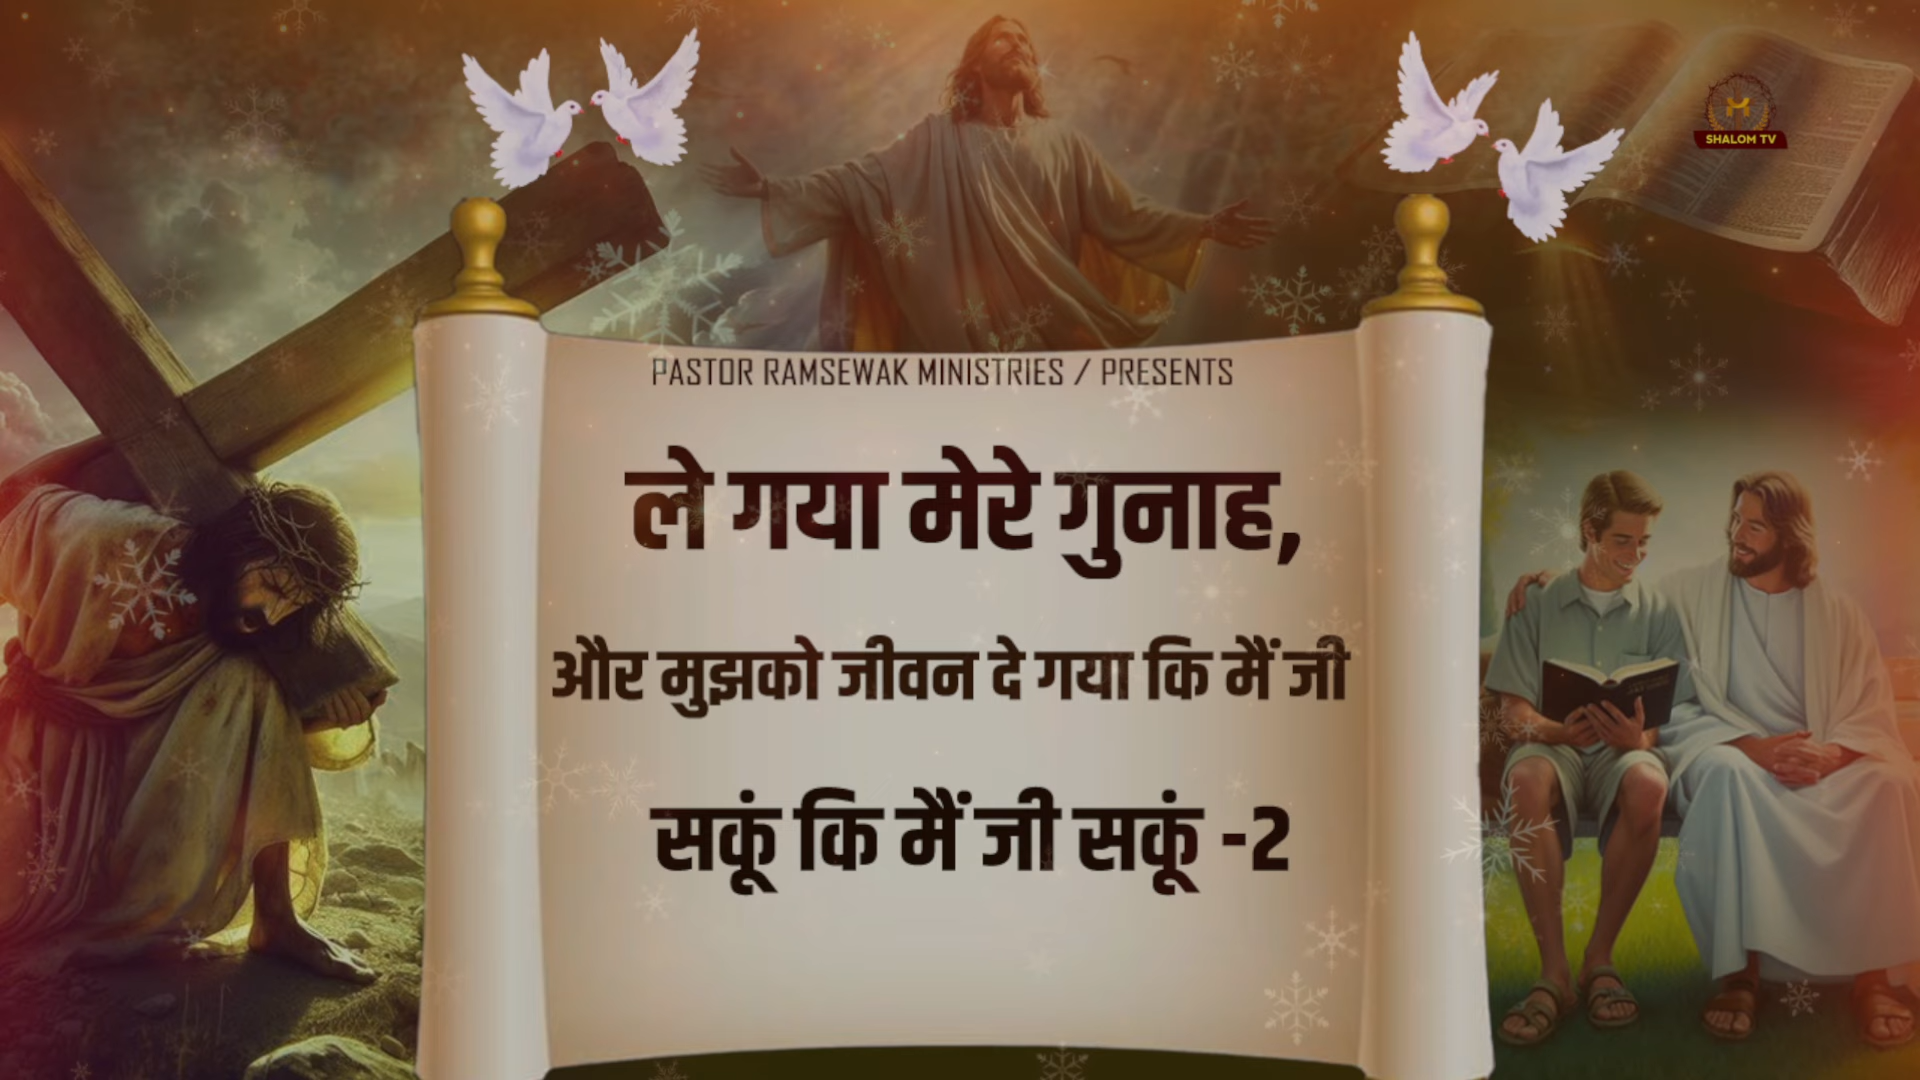 SHALOM TV
PASTOR RAMSEWAK MINISTRIES / PRESENTS
ले गया मेरे गुनाह,
और मुझको जीवन दे गया कि मैं जी
सकूं कि मैं जी सकूं -2